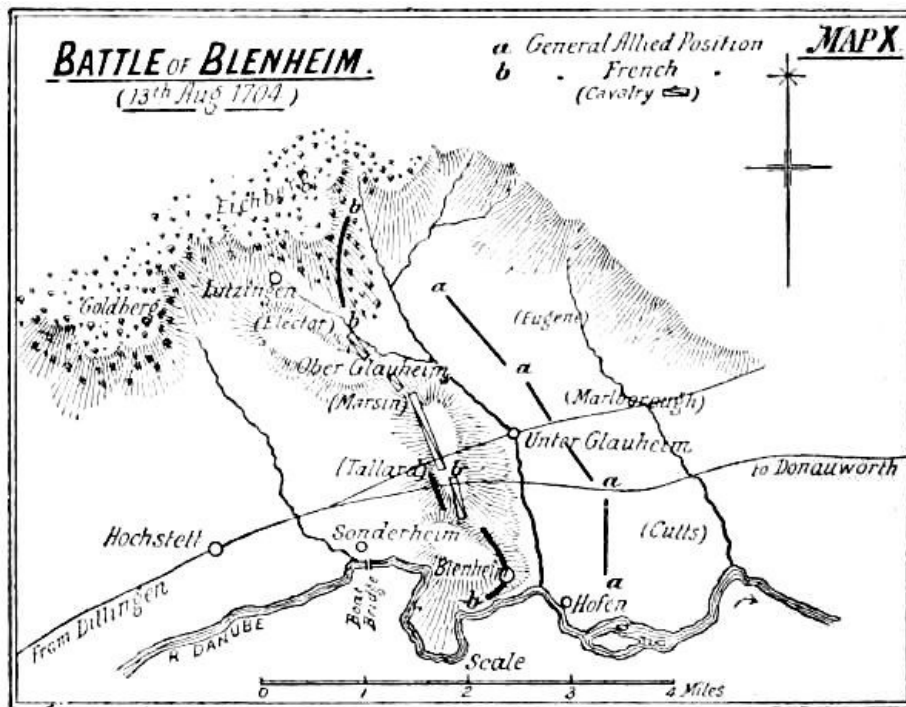 BATTLE OF BLENHEIM.
(13th Aug 1704)
a General Allied Position
b " French "
(Cavalry )
MAP X.
Eichberg
b
Goldberg
Lutzingen
(Elector)
b
Ober Glauheim
(Marsin)
a
(Eugene)
a
(Marlborough)
Unter Glauheim
(Tallard)
b
a
to Donauwörth
Hochstett
Sonderheim
(Cutts)
Blenheim
b
a
Hofen
from Dillingen
R DANUBE
Boat
Bridge
Scale
0 1 2 3 4 Miles